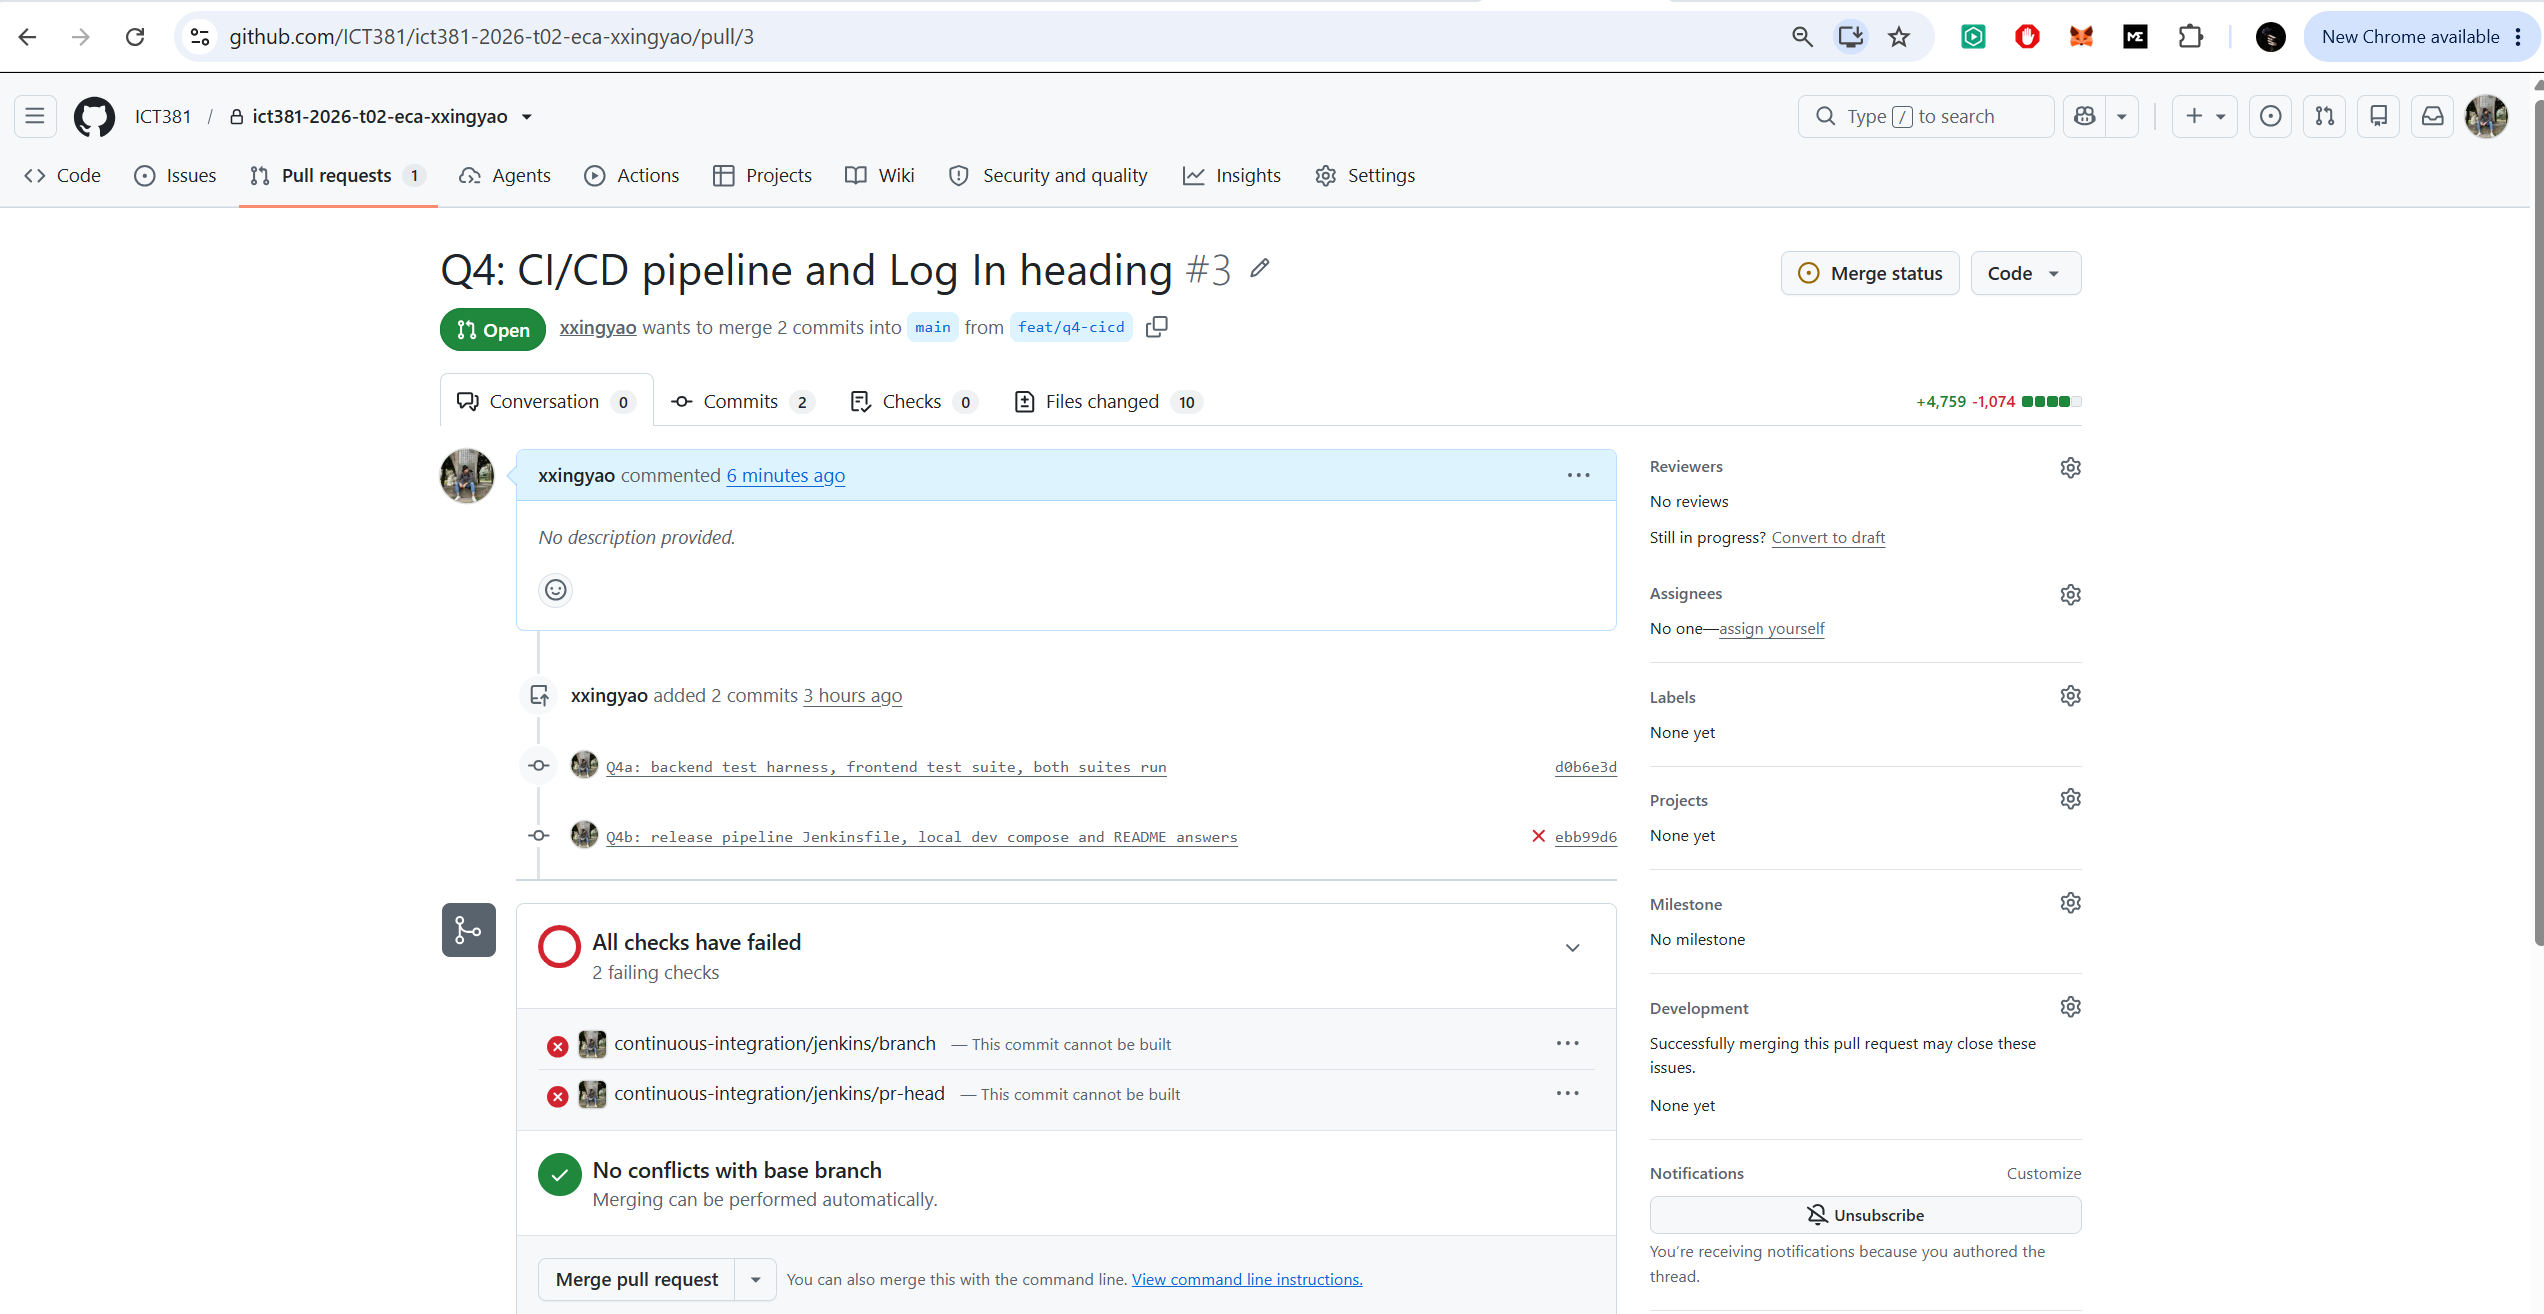 github.com/ICT381/ict381-2026-t02-eca-xxingyao/pull/3
New Chrome available
ICT381 / ict381-2026-t02-eca-xxingyao
Type / to search
Code
Issues
Pull requests 1
Agents
Actions
Projects
Wiki
Security and quality
Insights
Settings
Q4: CI/CD pipeline and Log In heading #3
Merge status
Code
Open
xxingyao wants to merge 2 commits into main from feat/q4-cicd
Conversation 0
Commits 2
Checks 0
Files changed 10
+4,759 -1,074
xxingyao commented 6 minutes ago
No description provided.
xxingyao added 2 commits 3 hours ago
Q4a: backend test harness, frontend test suite, both suites run
d0b6e3d
Q4b: release pipeline Jenkinsfile, local dev compose and README answers
ebb99d6
All checks have failed
2 failing checks
continuous-integration/jenkins/branch — This commit cannot be built
continuous-integration/jenkins/pr-head — This commit cannot be built
No conflicts with base branch
Merging can be performed automatically.
Merge pull request
You can also merge this with the command line. View command line instructions.
Reviewers
No reviews
Still in progress? Convert to draft
Assignees
No one—assign yourself
Labels
None yet
Projects
None yet
Milestone
No milestone
Development
Successfully merging this pull request may close these
issues.
None yet
Notifications
Customize
Unsubscribe
You're receiving notifications because you authored the
thread.